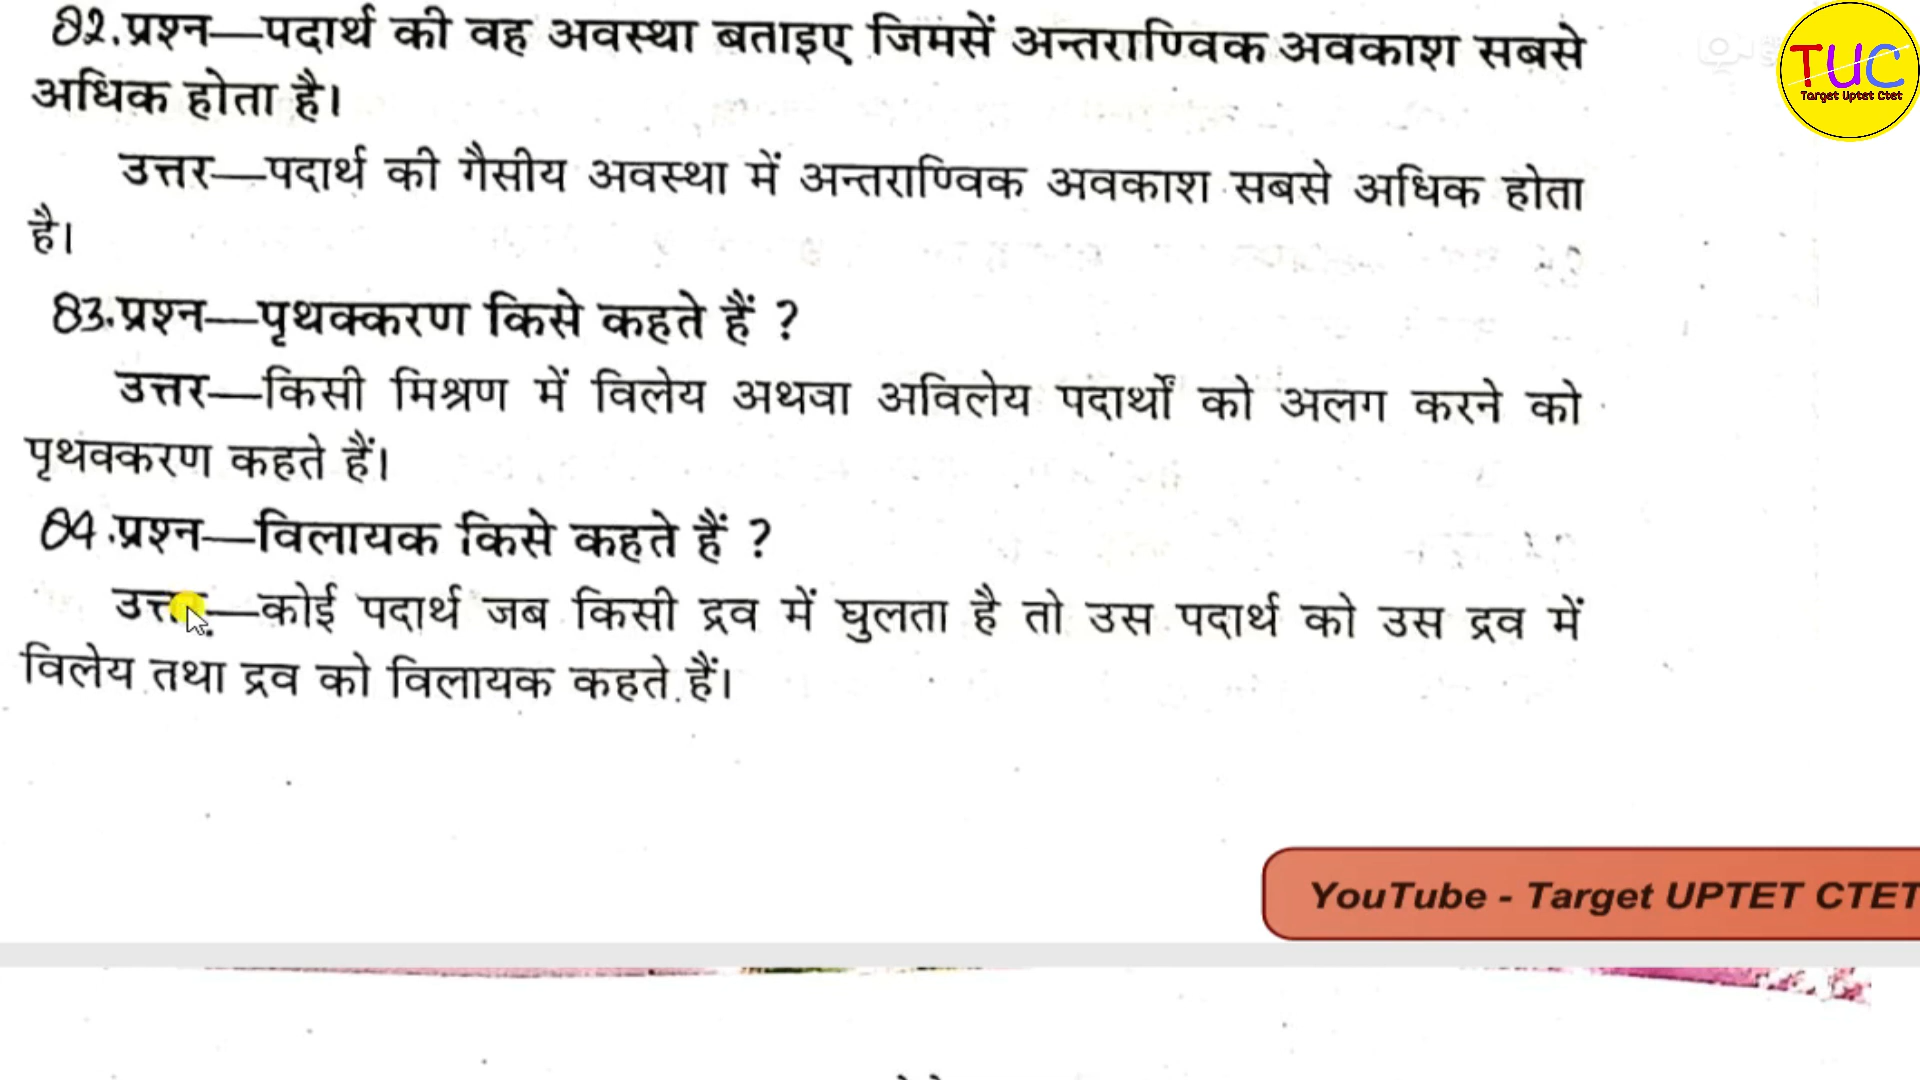 82.प्रश्न—पदार्थ की वह अवस्था बताइए जिमसें अन्तराण्विक अवकाश सबसे
अधिक होता है।
उत्तर—पदार्थ की गैसीय अवस्था में अन्तराण्विक अवकाश सबसे अधिक होता
है।
83.प्रश्न—पृथक्करण किसे कहते हैं ?
उत्तर—किसी मिश्रण में विलेय अथवा अविलेय पदार्थों को अलग करने को
पृथक्करण कहते हैं।
84.प्रश्न—विलायक किसे कहते हैं ?
उत्तर—कोई पदार्थ जब किसी द्रव में घुलता है तो उस पदार्थ को उस द्रव में
विलेय तथा द्रव को विलायक कहते हैं।
TUC
Target Uptet Ctet
YouTube - Target UPTET CTET